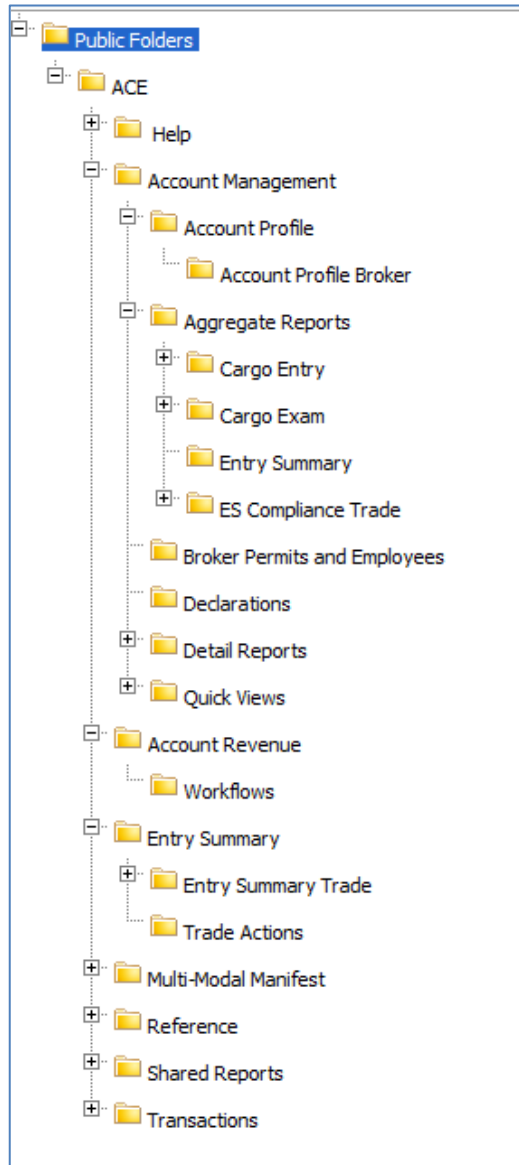 Public Folders
ACE
Help
Account Management
Account Profile
Account Profile Broker
Aggregate Reports
Cargo Entry
Cargo Exam
Entry Summary
ES Compliance Trade
Broker Permits and Employees
Declarations
Detail Reports
Quick Views
Account Revenue
Workflows
Entry Summary
Entry Summary Trade
Trade Actions
Multi-Modal Manifest
Reference
Shared Reports
Transactions